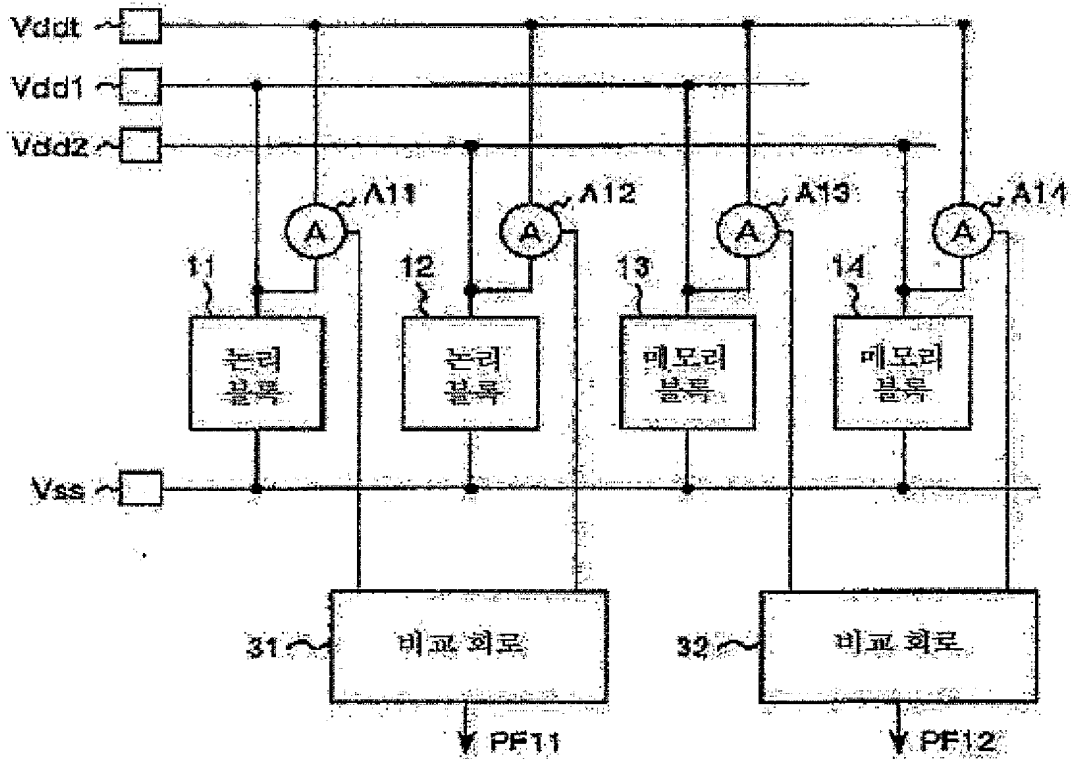 Vddt
Vdd1
Vdd2
A11
A12
A13
A14
A
A
A
A
11
12
13
14
논리
블록
논리
블록
메모리
블록
메모리
블록
Vss
31
비교 회로
32
비교 회로
PF11
PF12